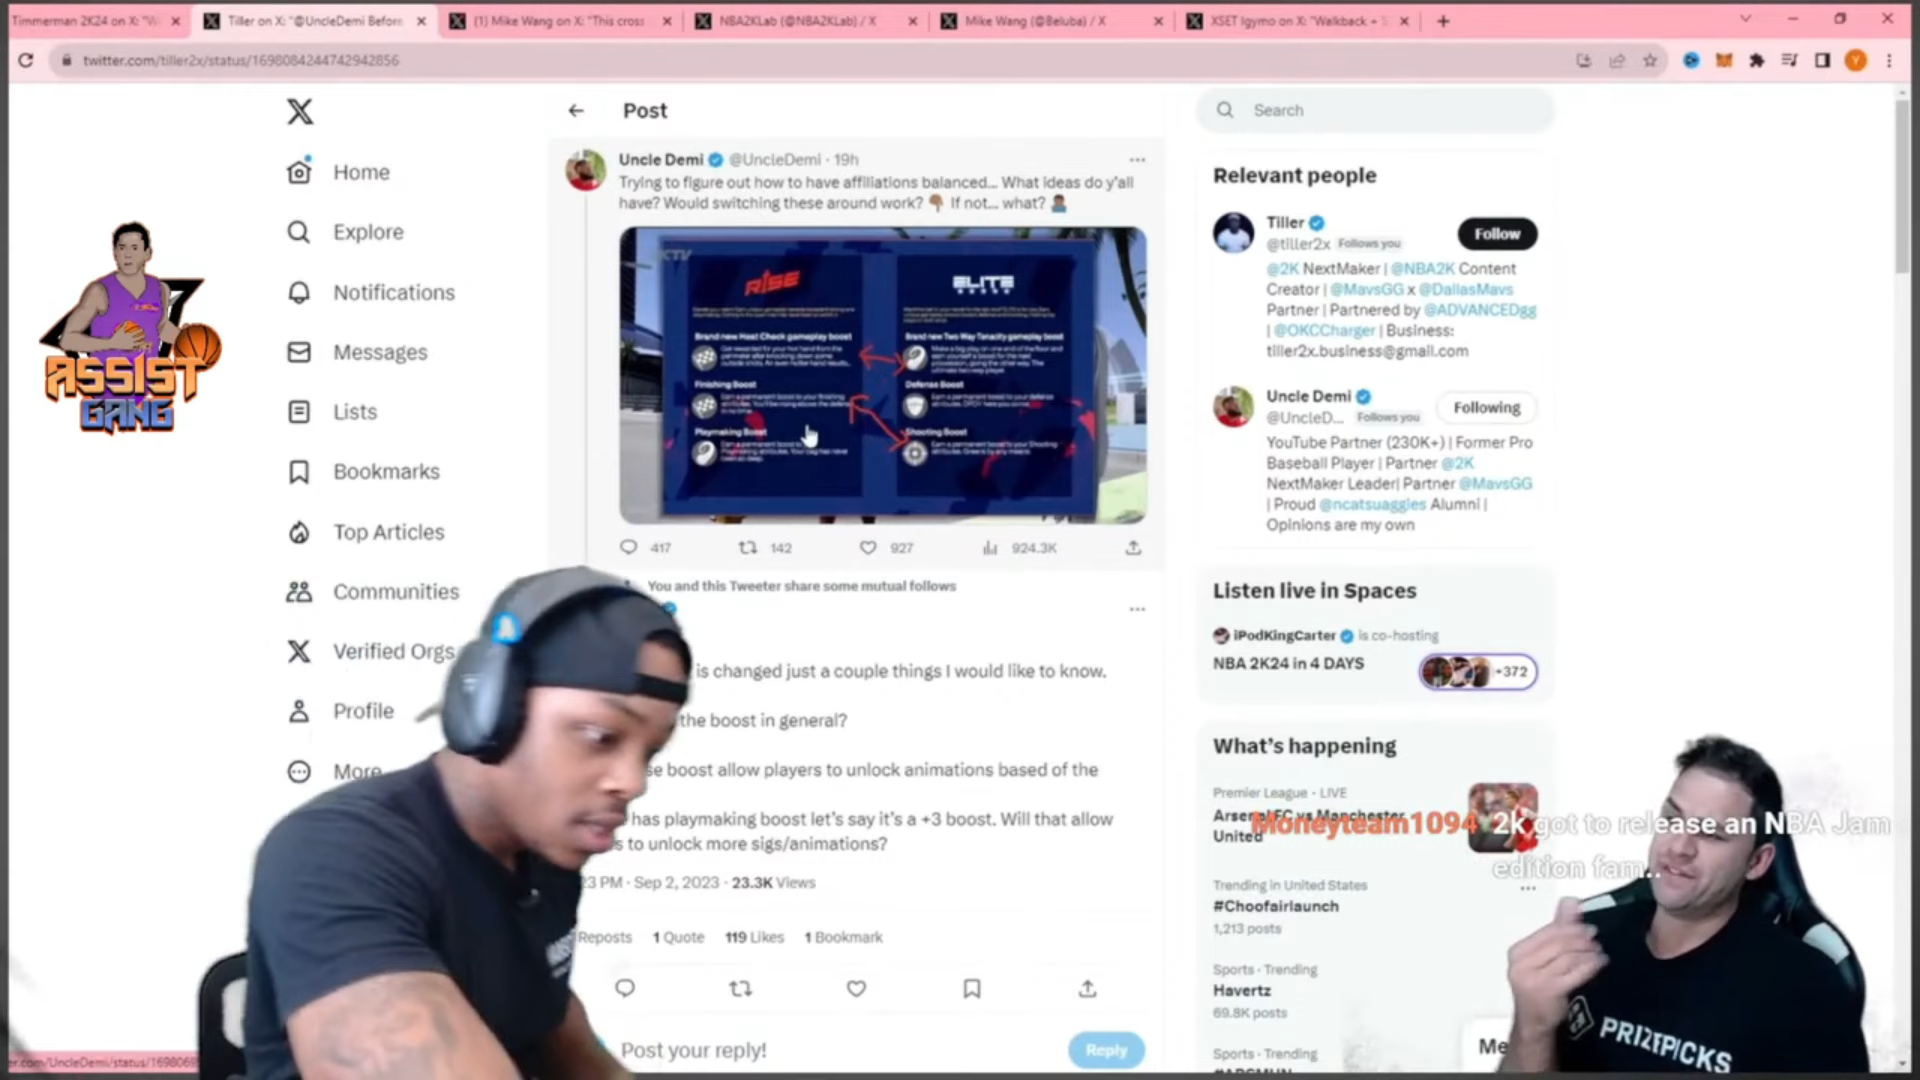 Timmerman 2K24 on X: "W
Tiller on X: "@UncleDemi Before
(1) Mike Wang on X: "This cross
NBA2KLab (@NBA2KLab) / X
Mike Wang (@Beluba) / X
XSET Igymo on X: "Walkback +
twitter.com/tiller2x/status/1698084244742942856
Y
Home
Explore
Notifications
Messages
Lists
Bookmarks
Top Articles
Communities
Verified Orgs
Profile
More
ASSIST
GANG
Post
Uncle Demi @UncleDemi · 19h
Trying to figure out how to have affiliations balanced... What ideas do y'all
have? Would switching these around work? If not... what?
RISE
ELITE
Brand new Heat Check gameplay boost
Finishing Boost
Playmaking Boost
Brand new Two Way Tenacity gameplay boost
Defense Boost
Shooting Boost
417 142 927 924.3K
You and this Tweeter share some mutual follows
is changed just a couple things I would like to know.
the boost in general?
boost allow players to unlock animations based of the
has playmaking boost let's say it's a +3 boost. Will that allow
to unlock more sigs/animations?
23 PM · Sep 2, 2023 · 23.3K Views
Reposts 1 Quote 119 Likes 1 Bookmark
Post your reply!
Reply
Search
Relevant people
Tiller
@tiller2x Follows you
Follow
@2K NextMaker | @NBA2K Content
Creator | @MavsGG x @DallasMavs
Partner | Partnered by @ADVANCEDgg
| @OKCCharger | Business:
tiller2x.business@gmail.com
Uncle Demi
@UncleD... Follows you
Following
YouTube Partner (230K+) | Former Pro
Baseball Player | Partner @2K
NextMaker Leader| Partner @MavsGG
| Proud @ncatsuaggies Alumni |
Opinions are my own
Listen live in Spaces
iPodKingCarter is co-hosting
NBA 2K24 in 4 DAYS
+372
What's happening
Premier League · LIVE
Arsenal FC vs Manchester
United
Moneyteam1094 2k got to release an NBA Jam
edition fam..
Trending in United States
#Choofairlaunch
1,213 posts
Sports · Trending
Havertz
69.8K posts
Sports · Trending
Me
PRIZEPICKS